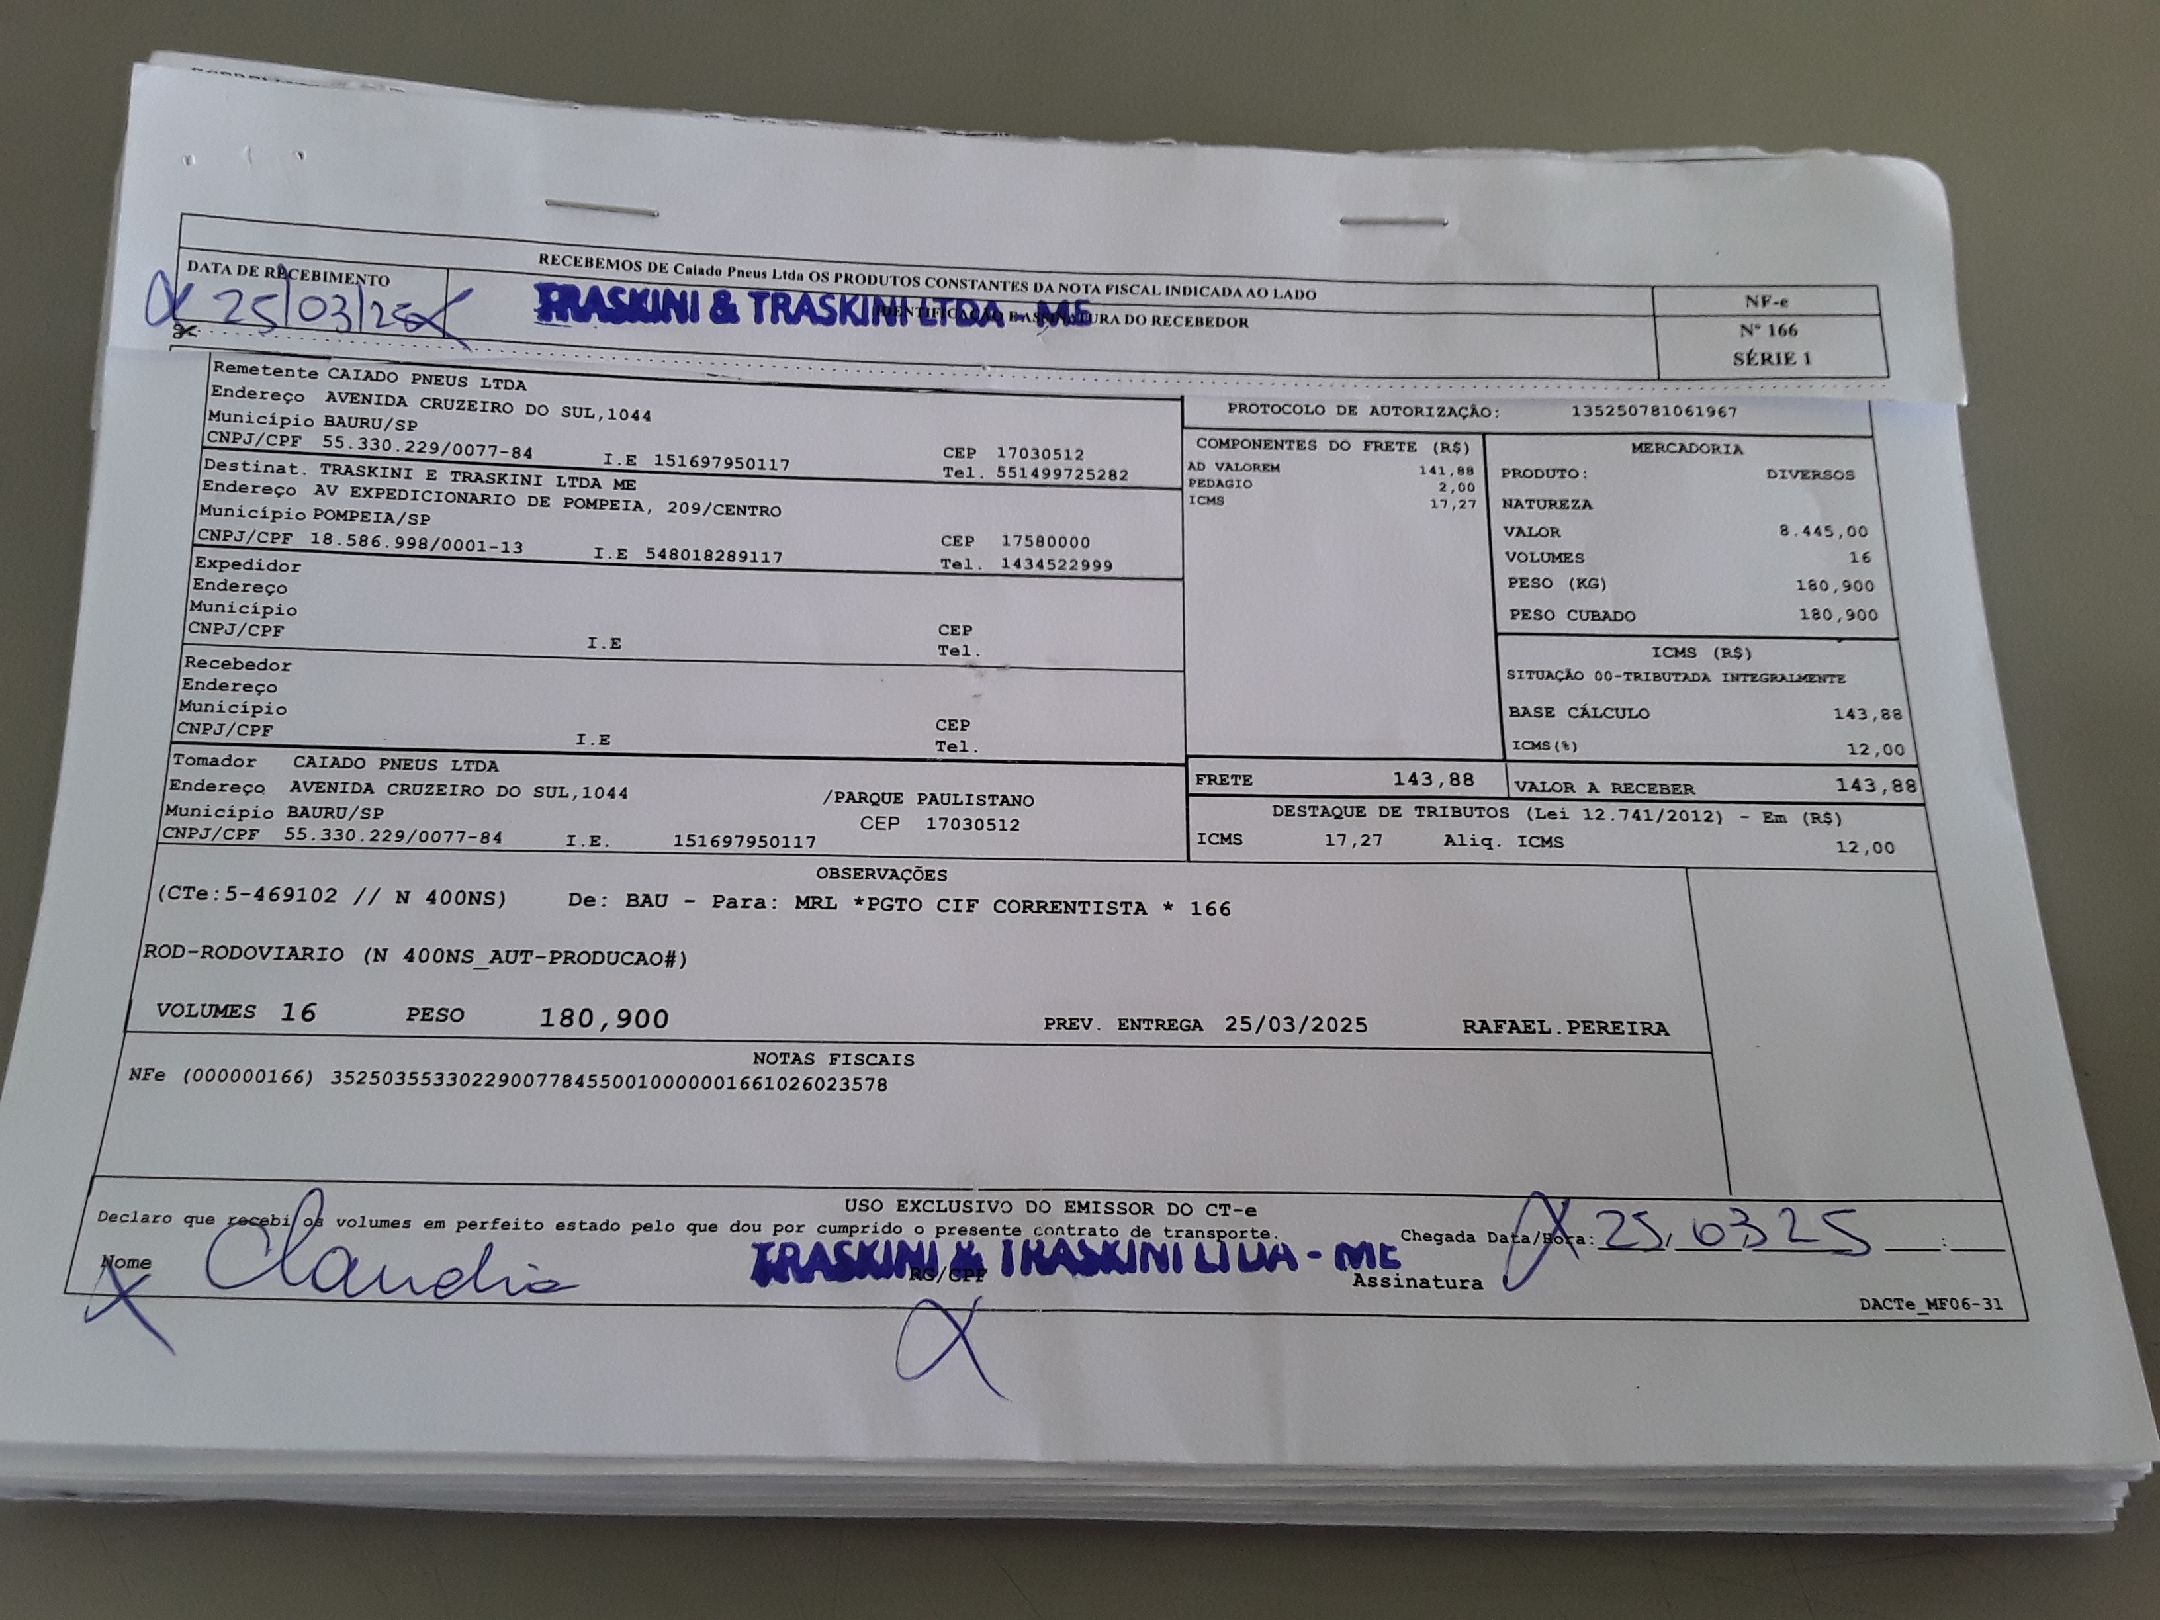 RECEBEMOS DE Caiado Pneus Ltda OS PRODUTOS CONSTANTES DA NOTA FISCAL INDICADA AO LADO
DATA DE RECEBIMENTO
25/03/25
TRASKINI & TRASKINI LTDA - ME
IDENTIFICAÇÃO E ASSINATURA DO RECEBEDOR
NF-e
Nº 166
SÉRIE 1
Remetente CAIADO PNEUS LTDA
Endereço AVENIDA CRUZEIRO DO SUL,1044
Município BAURU/SP
CNPJ/CPF 55.330.229/0077-84 I.E 151697950117
CEP 17030512
Tel. 551499725282
Destinat. TRASKINI E TRASKINI LTDA ME
Endereço AV EXPEDICIONARIO DE POMPEIA, 209/CENTRO
Município POMPEIA/SP
CNPJ/CPF 18.586.998/0001-13 I.E 548018289117
CEP 17580000
Tel. 1434522999
Expedidor
Endereço
Município
CNPJ/CPF I.E
CEP
Tel.
Recebedor
Endereço
Município
CNPJ/CPF I.E
CEP
Tel.
Tomador CAIADO PNEUS LTDA
Endereço AVENIDA CRUZEIRO DO SUL,1044 /PARQUE PAULISTANO
Município BAURU/SP CEP 17030512
CNPJ/CPF 55.330.229/0077-84 I.E. 151697950117
PROTOCOLO DE AUTORIZAÇÃO: 135250781061967
COMPONENTES DO FRETE (R$)
AD VALOREM 141,88
PEDAGIO 2,00
ICMS 17,27
MERCADORIA
PRODUTO: DIVERSOS
NATUREZA
VALOR 8.445,00
VOLUMES 16
PESO (KG) 180,900
PESO CUBADO 180,900
ICMS (R$)
SITUAÇÃO 00-TRIBUTADA INTEGRALMENTE
BASE CÁLCULO 143,88
ICMS(%) 12,00
FRETE 143,88
VALOR A RECEBER 143,88
DESTAQUE DE TRIBUTOS (Lei 12.741/2012) - Em (R$)
ICMS 17,27 Aliq. ICMS 12,00
OBSERVAÇÕES
(CTe:5-469102 // N 400NS) De: BAU - Para: MRL *PGTO CIF CORRENTISTA * 166
ROD-RODOVIARIO (N 400NS_AUT-PRODUCAO#)
VOLUMES 16 PESO 180,900 PREV. ENTREGA 25/03/2025 RAFAEL.PEREIRA
NOTAS FISCAIS
NFe (000000166) 35250355330229007784550010000001661026023578
USO EXCLUSIVO DO EMISSOR DO CT-e
Declaro que recebi os volumes em perfeito estado pelo que dou por cumprido o presente contrato de transporte.
Chegada Data/Hora: 25,03 25 :
Nome Claudia
TRASKINI & TRASKINI LTDA - ME
RG/CPF
Assinatura
DACTe_MF06-31